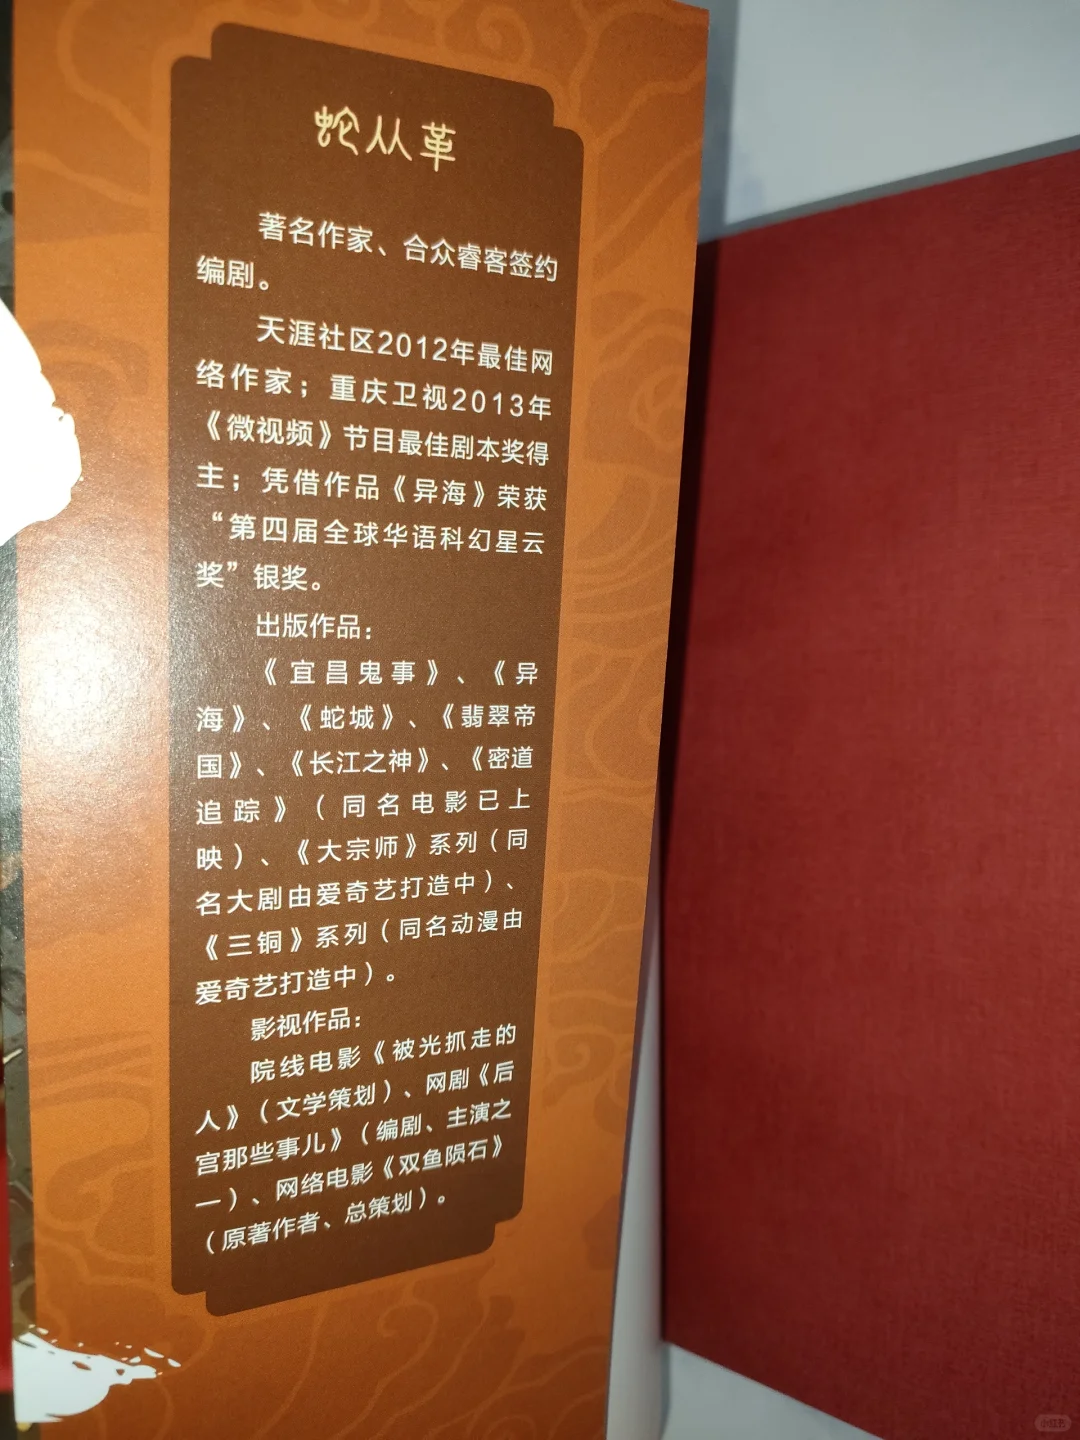 蛇从革
著名作家、合众睿客签约
编剧。
天涯社区2012年最佳网
络作家；重庆卫视2013年
《微视频》节目最佳剧本奖得
主；凭借作品《异海》荣获
“第四届全球华语科幻星云
奖”银奖。
出版作品：
《宜昌鬼事》、《异
海》、《蛇城》、《翡翠帝
国》、《长江之神》、《密道
追踪》（同名电影已上
映）、《大宗师》系列（同
名大剧由爱奇艺打造中）、
《三铜》系列（同名动漫由
爱奇艺打造中）。
影视作品：
院线电影《被光抓走的
人》（文学策划）、网剧《后
宫那些事儿》（编剧、主演之
一）、网络电影《双鱼陨石》
（原著作者、总策划）。
小红书